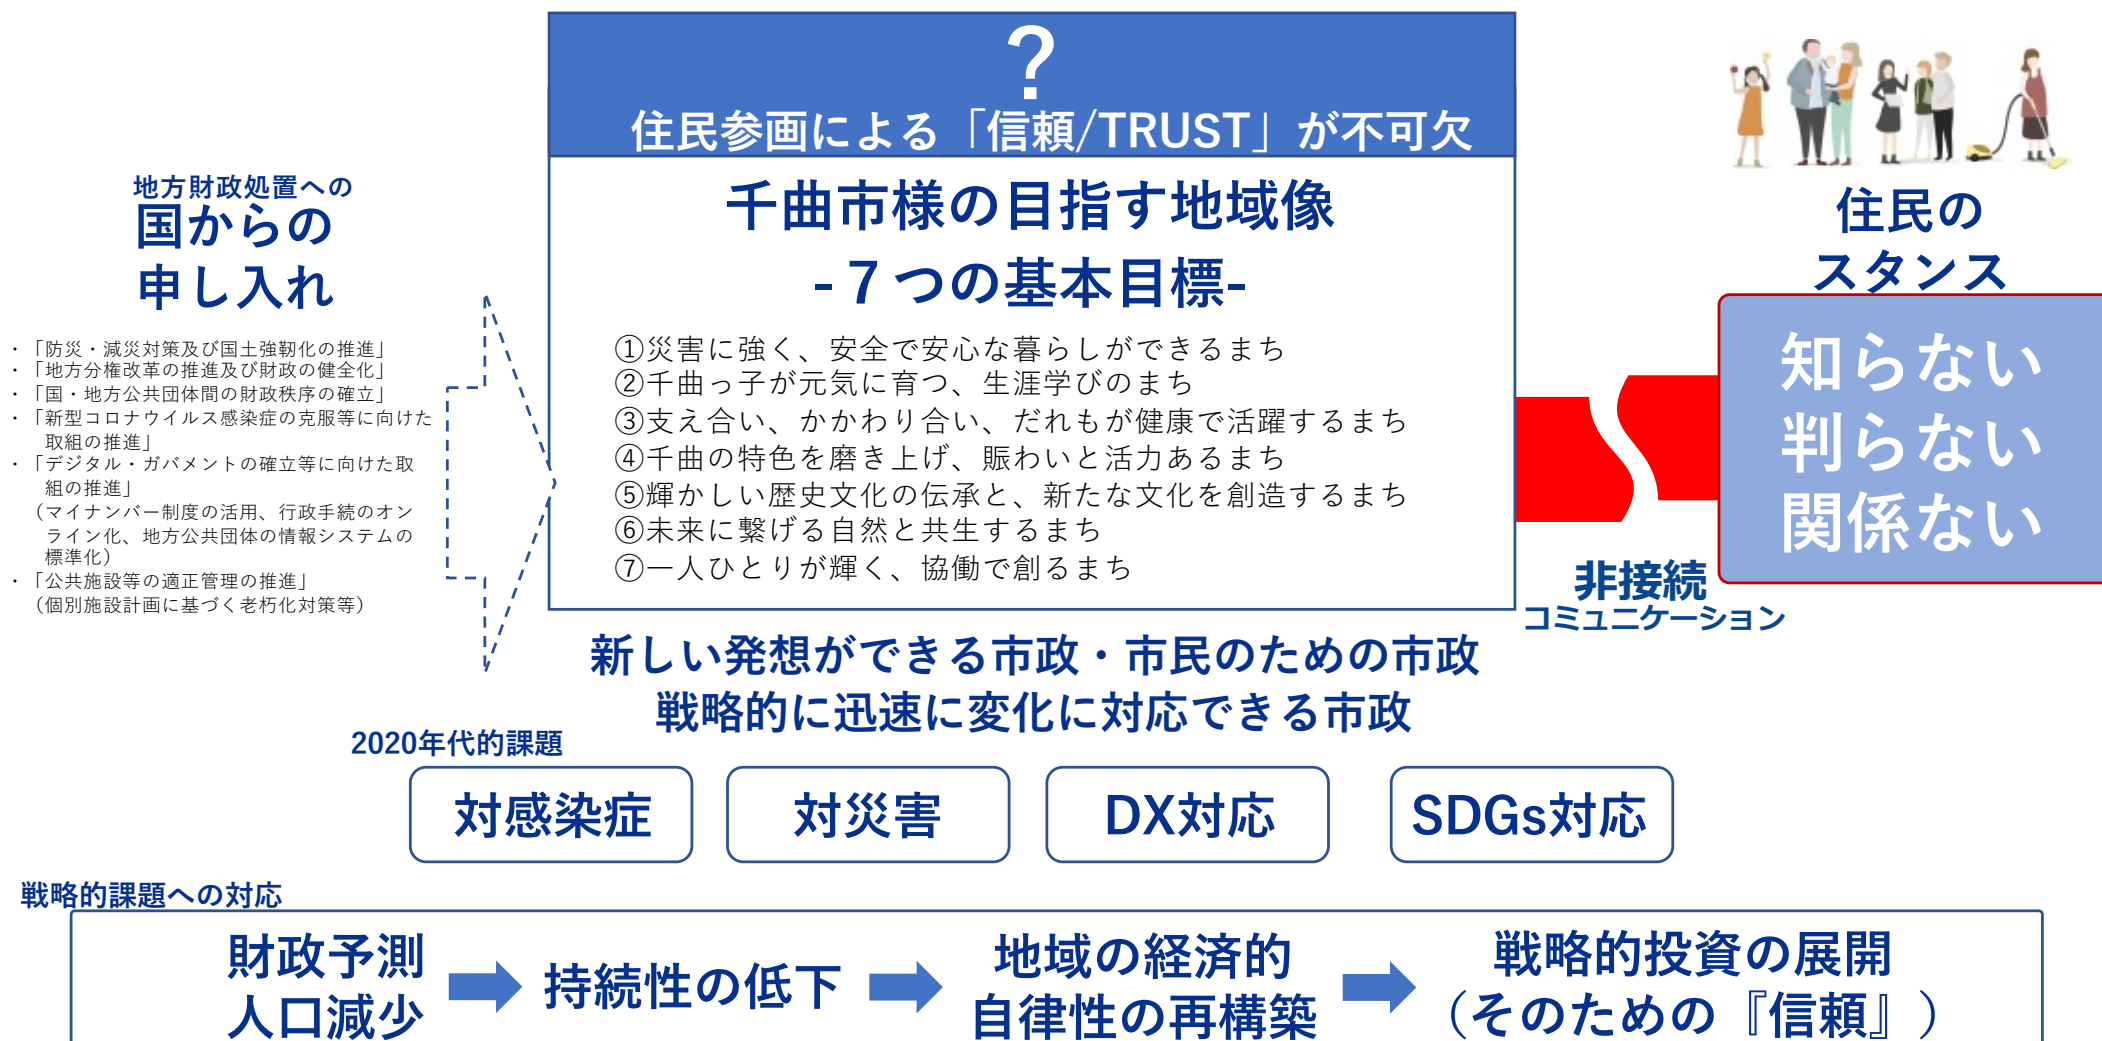 ?
住民参画による「信頼/TRUST」が不可欠
千曲市様の目指す地域像
-７つの基本目標-
①災害に強く、安全で安心な暮らしができるまち
②千曲っ子が元気に育つ、生涯学びのまち
③支え合い、かかわり合い、だれもが健康で活躍するまち
④千曲の特色を磨き上げ、賑わいと活力あるまち
⑤輝かしい歴史文化の伝承と、新たな文化を創造するまち
⑥未来に繋げる自然と共生するまち
⑦一人ひとりが輝く、協働で創るまち
地方財政処置への
国からの
申し入れ
・「防災・減災対策及び国土強靭化の推進」
・「地方分権改革の推進及び財政の健全化」
・「国・地方公共団体間の財政秩序の確立」
・「新型コロナウイルス感染症の克服等に向けた
取組の推進」
・「デジタル・ガバメントの確立等に向けた取
組の推進」
（マイナンバー制度の活用、行政手続のオン
ライン化、地方公共団体の情報システムの
標準化）
・「公共施設等の適正管理の推進」
（個別施設計画に基づく老朽化対策等）
住民の
スタンス
知らない
判らない
関係ない
非接続
コミュニケーション
新しい発想ができる市政・市民のための市政
戦略的に迅速に変化に対応できる市政
2020年代的課題
対感染症
対災害
DX対応
SDGs対応
戦略的課題への対応
財政予測
人口減少
持続性の低下
地域の経済的
自律性の再構築
戦略的投資の展開
（そのための『信頼』）